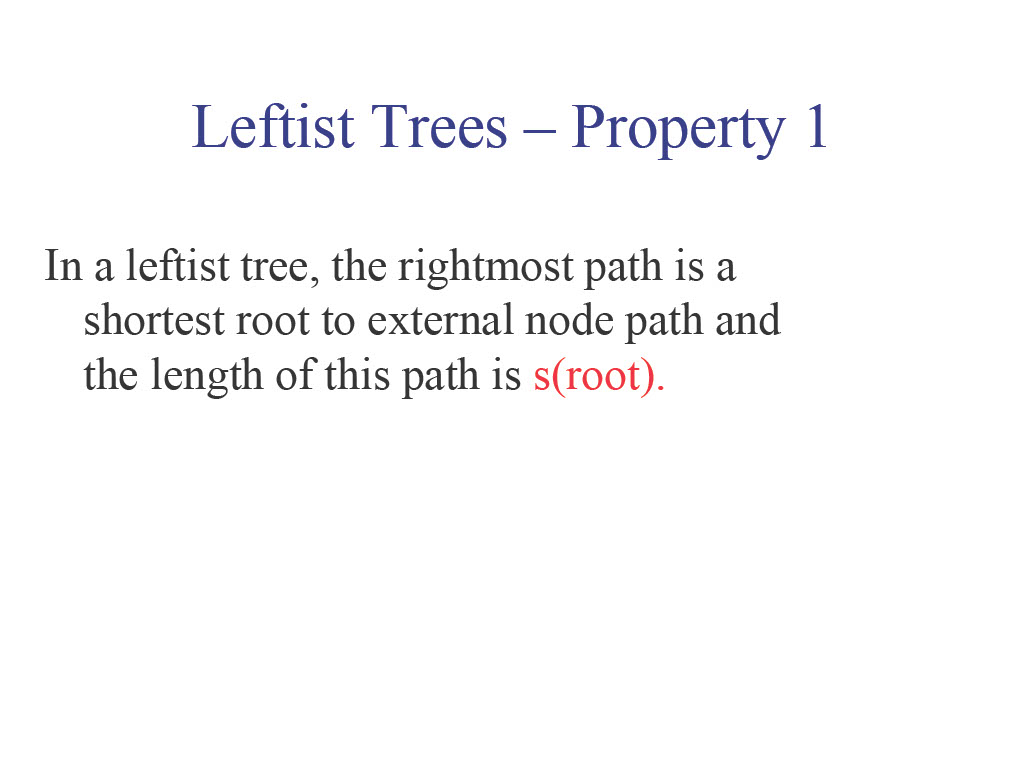 Leftist Trees – Property 1
In a leftist tree, the rightmost path is a
shortest root to external node path and
the length of this path is s(root).